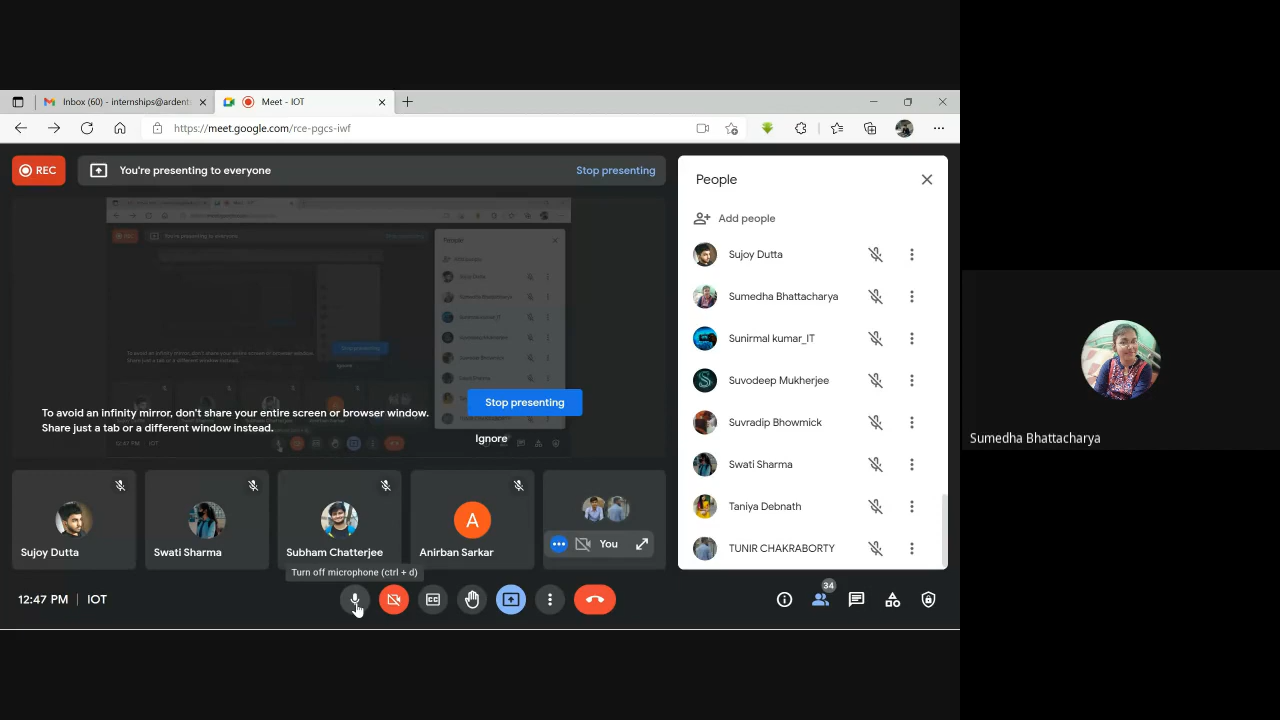 Inbox (60) - internships@ardent
Meet - IOT
https://meet.google.com/rce-pgcs-iwf
REC
You're presenting to everyone
Stop presenting
People
Add people
Sujoy Dutta
Sumedha Bhattacharya
Sunirmal kumar_IT
Suvodeep Mukherjee
Suvradip Bhowmick
Swati Sharma
Taniya Debnath
TUNIR CHAKRABORTY
To avoid an infinity mirror, don't share your entire screen or browser window.
Share just a tab or a different window instead.
Stop presenting
Ignore
Sujoy Dutta
Swati Sharma
Subham Chatterjee
A
Anirban Sarkar
You
Turn off microphone (ctrl + d)
12:47 PM | IOT
CC
34
Sumedha Bhattacharya